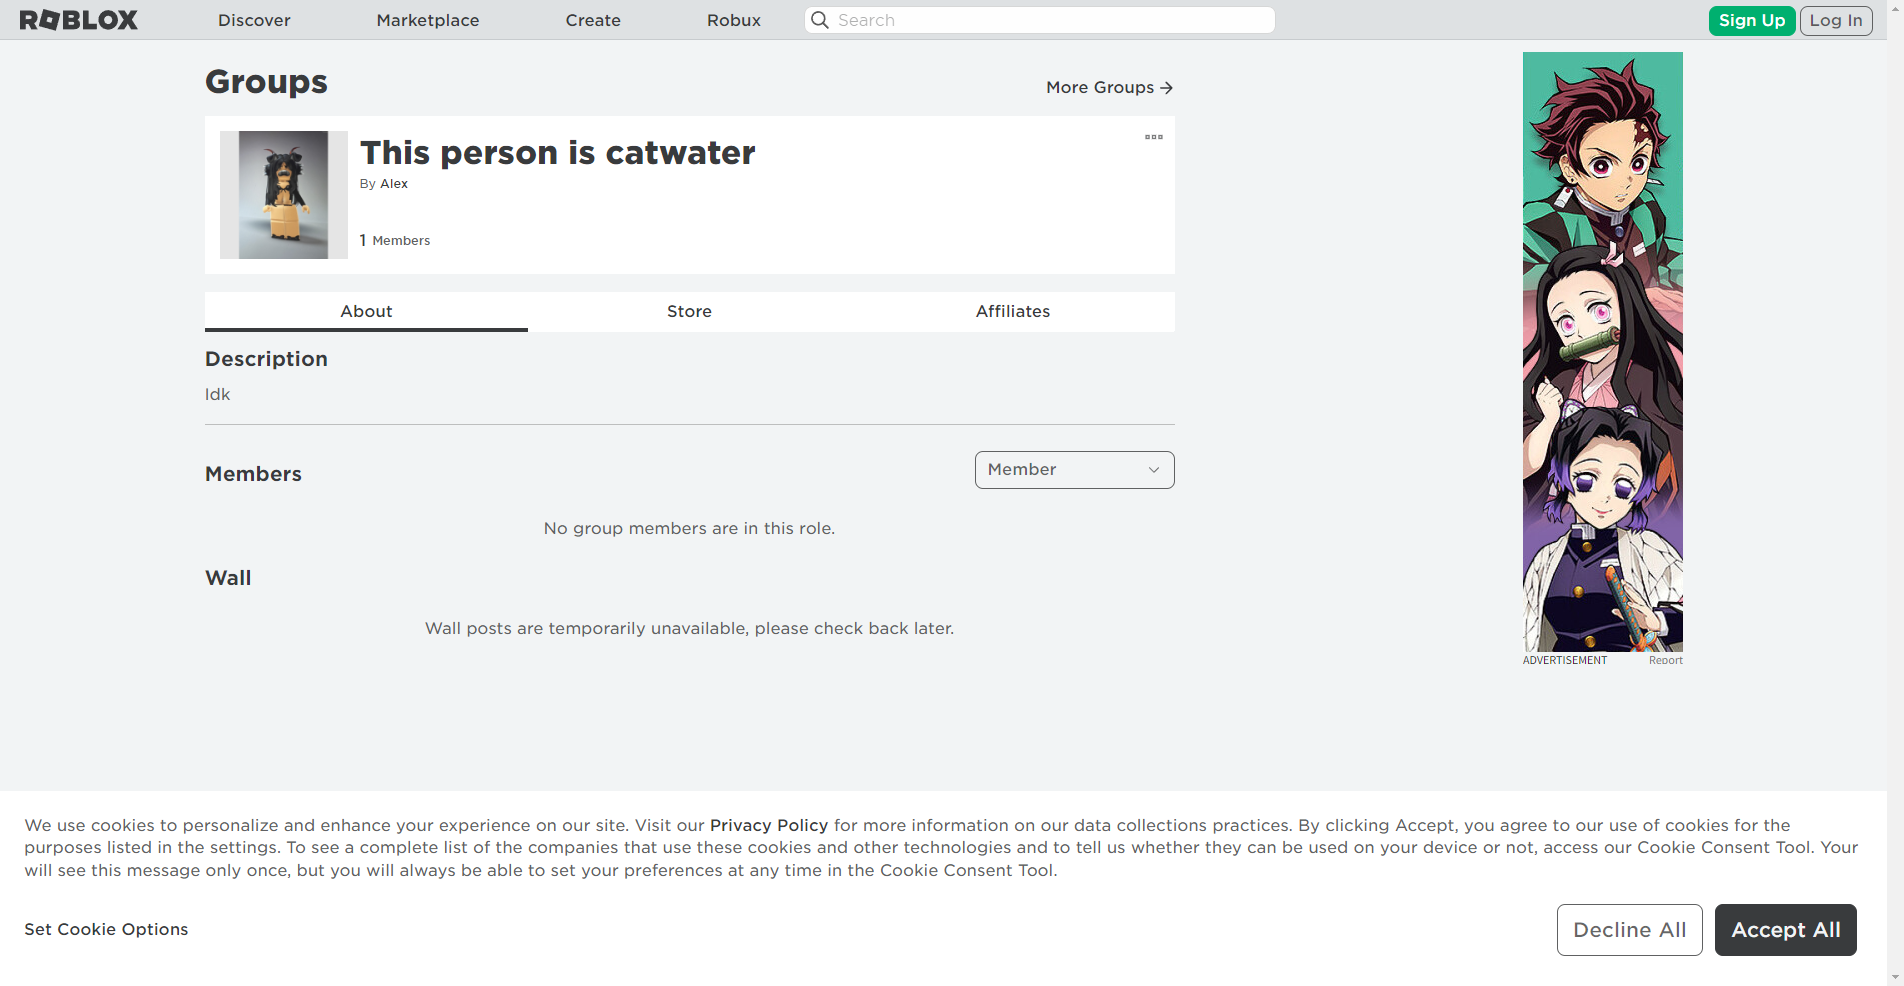 ROBLOX Discover Marketplace Create Robux Search Sign Up Log In
Groups
More Groups
This person is catwater
By Alex
1 Members
About Store Affiliates
Description
Idk
Members
Member
No group members are in this role.
Wall
Wall posts are temporarily unavailable, please check back later.
ADVERTISEMENT Report
We use cookies to personalize and enhance your experience on our site. Visit our Privacy Policy for more information on our data collections practices. By clicking Accept, you agree to our use of cookies for the
purposes listed in the settings. To see a complete list of the companies that use these cookies and other technologies and to tell us whether they can be used on your device or not, access our Cookie Consent Tool. Your
will see this message only once, but you will always be able to set your preferences at any time in the Cookie Consent Tool.
Set Cookie Options
Decline All Accept All